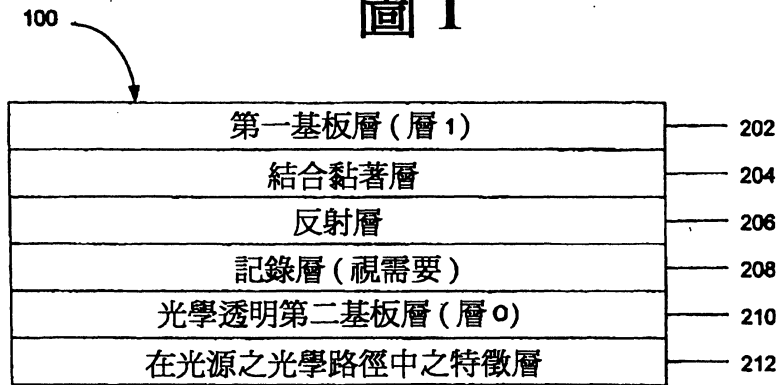 圖 1
100
第一基板層 ( 層 1 ) 202
結合黏著層 204
反射層 206
記錄層 ( 視需要 ) 208
光學透明第二基板層 ( 層 0 ) 210
在光源之光學路徑中之特徵層 212